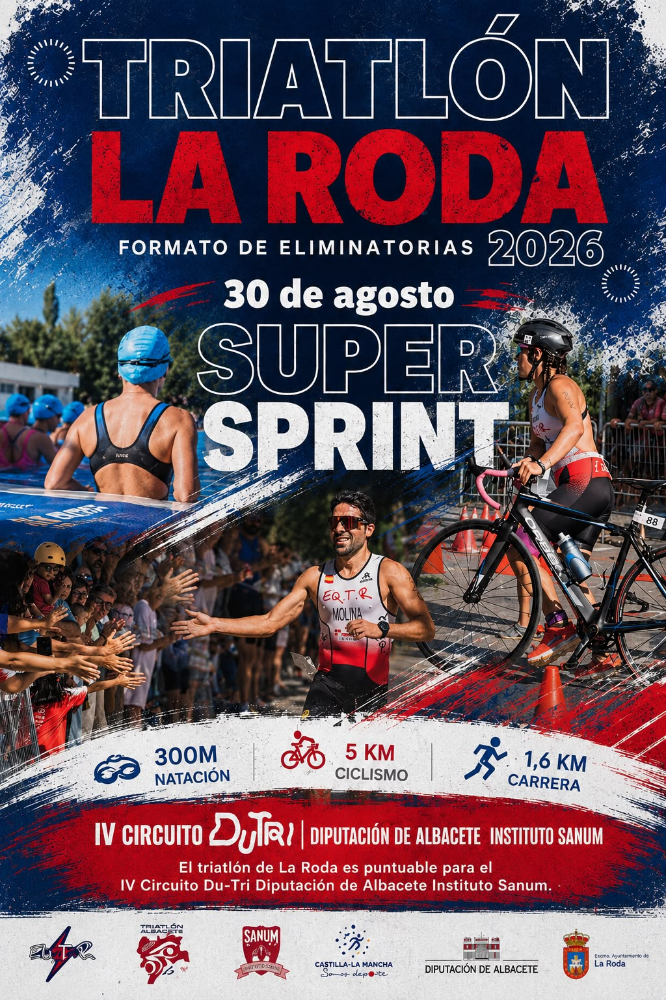 TRIATLÓN
LA RODA
FORMATO DE ELIMINATORIAS 2026
30 de agosto
SUPER
SPRINT
88
EQ.T.R
MOLINA
300M
NATACIÓN
5 KM
CICLISMO
1,6 KM
CARRERA
IV CIRCUITO DuTRI | DIPUTACIÓN DE ALBACETE INSTITUTO SANUM
El triatlón de La Roda es puntuable para el
IV Circuito Du-Tri Diputación de Albacete Instituto Sanum.
EQ.T.R
TRIATLÓN
ALBACETE
SANUM
INSTITUTO SANUM
CASTILLA-LA MANCHA
Somos deporte
DIPUTACIÓN DE ALBACETE
Excmo. Ayuntamiento de
La Roda